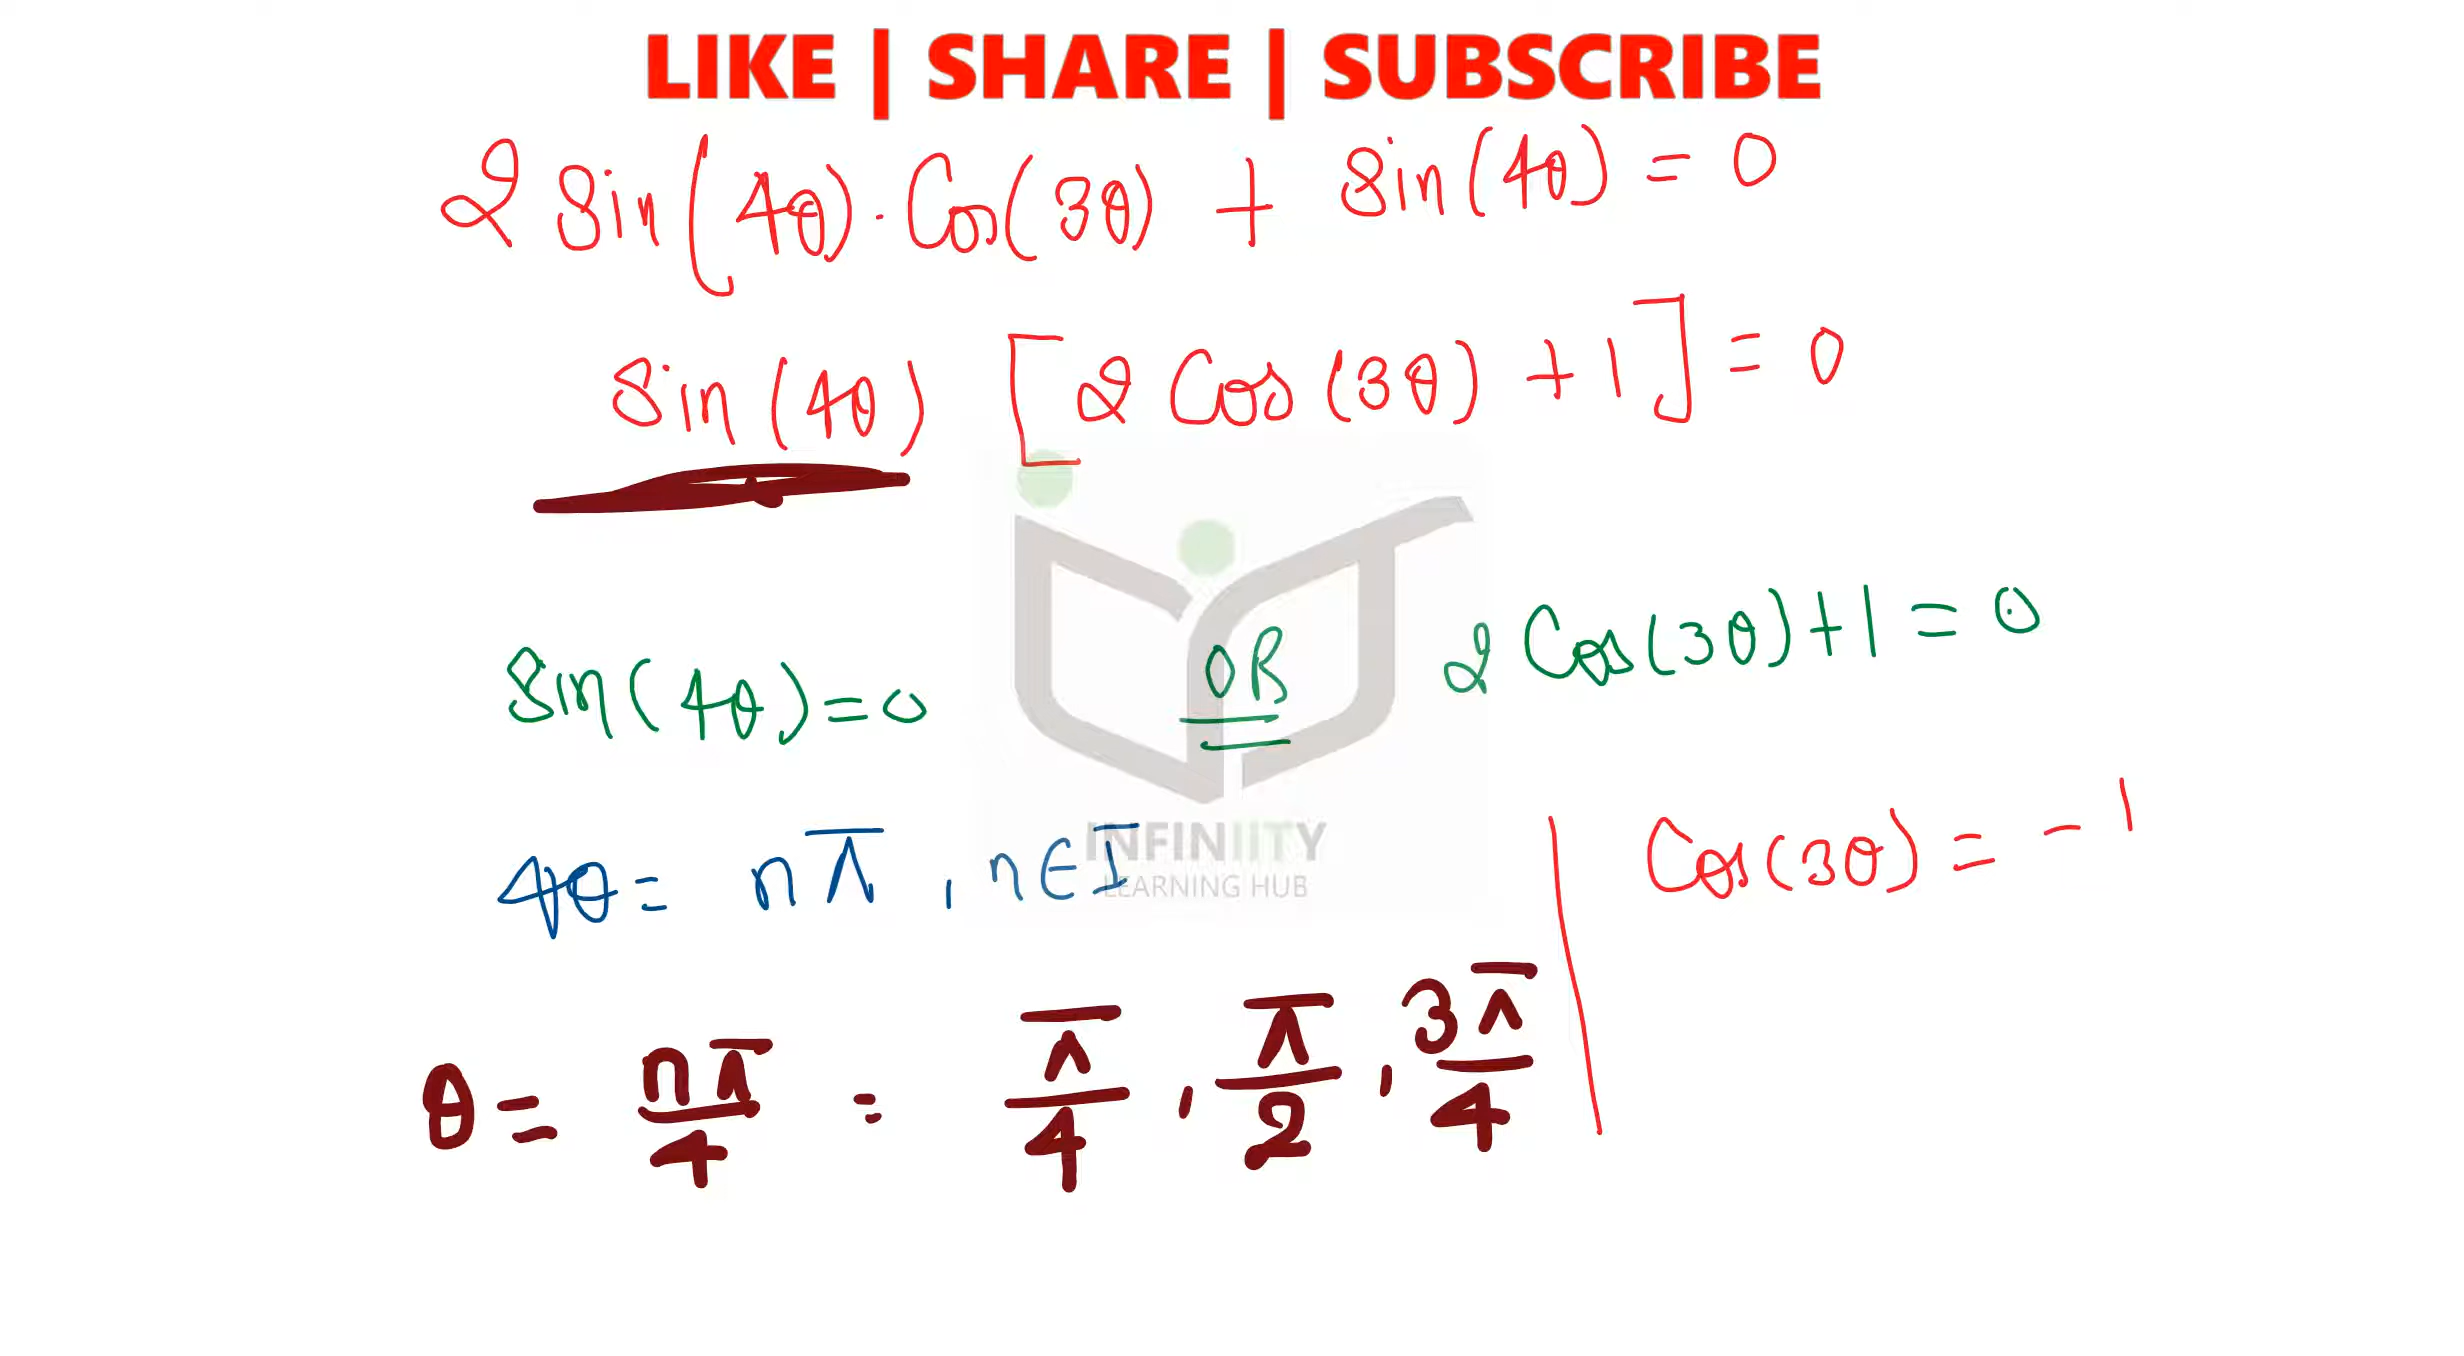 LIKE | SHARE | SUBSCRIBE
2 Sin(4θ) · Cos(3θ) + Sin(4θ) = 0
Sin(4θ) [2 Cos(3θ) + 1] = 0
Sin(4θ) = 0 OR 2 Cos(3θ) + 1 = 0
4θ = nπ , n ∈ I
Cos(3θ) = - 1
INFINIITY
LEARNING HUB
θ = nπ/4 = π/4 , π/2 , 3π/4